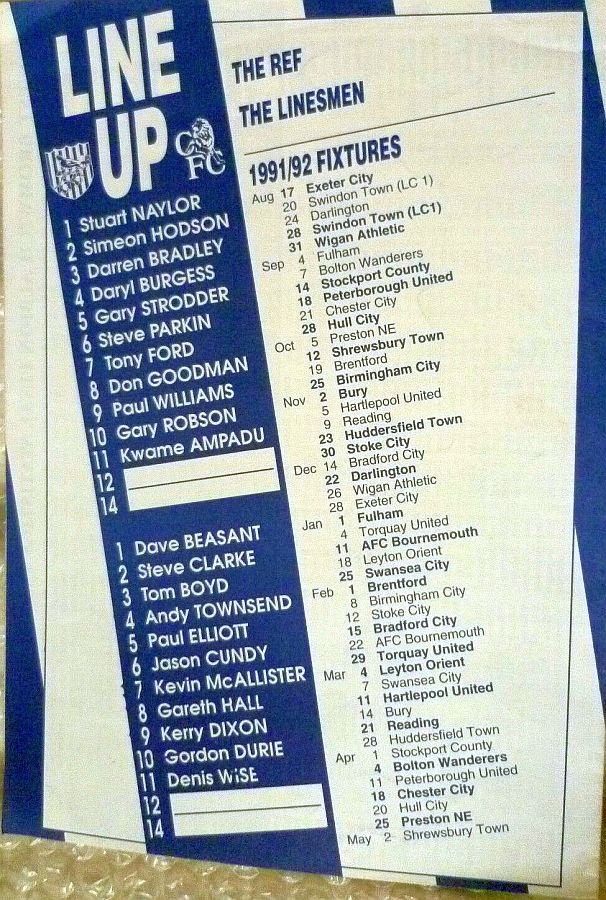 LINE
UP
CFC
1 Stuart NAYLOR
2 Simeon HODSON
3 Darren BRADLEY
4 Daryl BURGESS
5 Gary STRODDER
6 Steve PARKIN
7 Tony FORD
8 Don GOODMAN
9 Paul WILLIAMS
10 Gary ROBSON
11 Kwame AMPADU
12
14
1 Dave BEASANT
2 Steve CLARKE
3 Tom BOYD
4 Andy TOWNSEND
5 Paul ELLIOTT
6 Jason CUNDY
7 Kevin McALLISTER
8 Gareth HALL
9 Kerry DIXON
10 Gordon DURIE
11 Denis WISE
12
14
THE REF
THE LINESMEN
1991/92 FIXTURES
Aug 17 Exeter City
20 Swindon Town (LC 1)
24 Darlington
28 Swindon Town (LC1)
31 Wigan Athletic
Sep 4 Fulham
7 Bolton Wanderers
14 Stockport County
18 Peterborough United
21 Chester City
28 Hull City
Oct 5 Preston NE
12 Shrewsbury Town
19 Brentford
25 Birmingham City
Nov 2 Bury
5 Hartlepool United
9 Reading
23 Huddersfield Town
30 Stoke City
Dec 14 Bradford City
22 Darlington
26 Wigan Athletic
28 Exeter City
Jan 1 Fulham
4 Torquay United
11 AFC Bournemouth
18 Leyton Orient
25 Swansea City
Feb 1 Brentford
8 Birmingham City
12 Stoke City
15 Bradford City
22 AFC Bournemouth
29 Torquay United
Mar 4 Leyton Orient
7 Swansea City
11 Hartlepool United
14 Bury
21 Reading
28 Huddersfield Town
Apr 1 Stockport County
4 Bolton Wanderers
11 Peterborough United
18 Chester City
20 Hull City
25 Preston NE
May 2 Shrewsbury Town